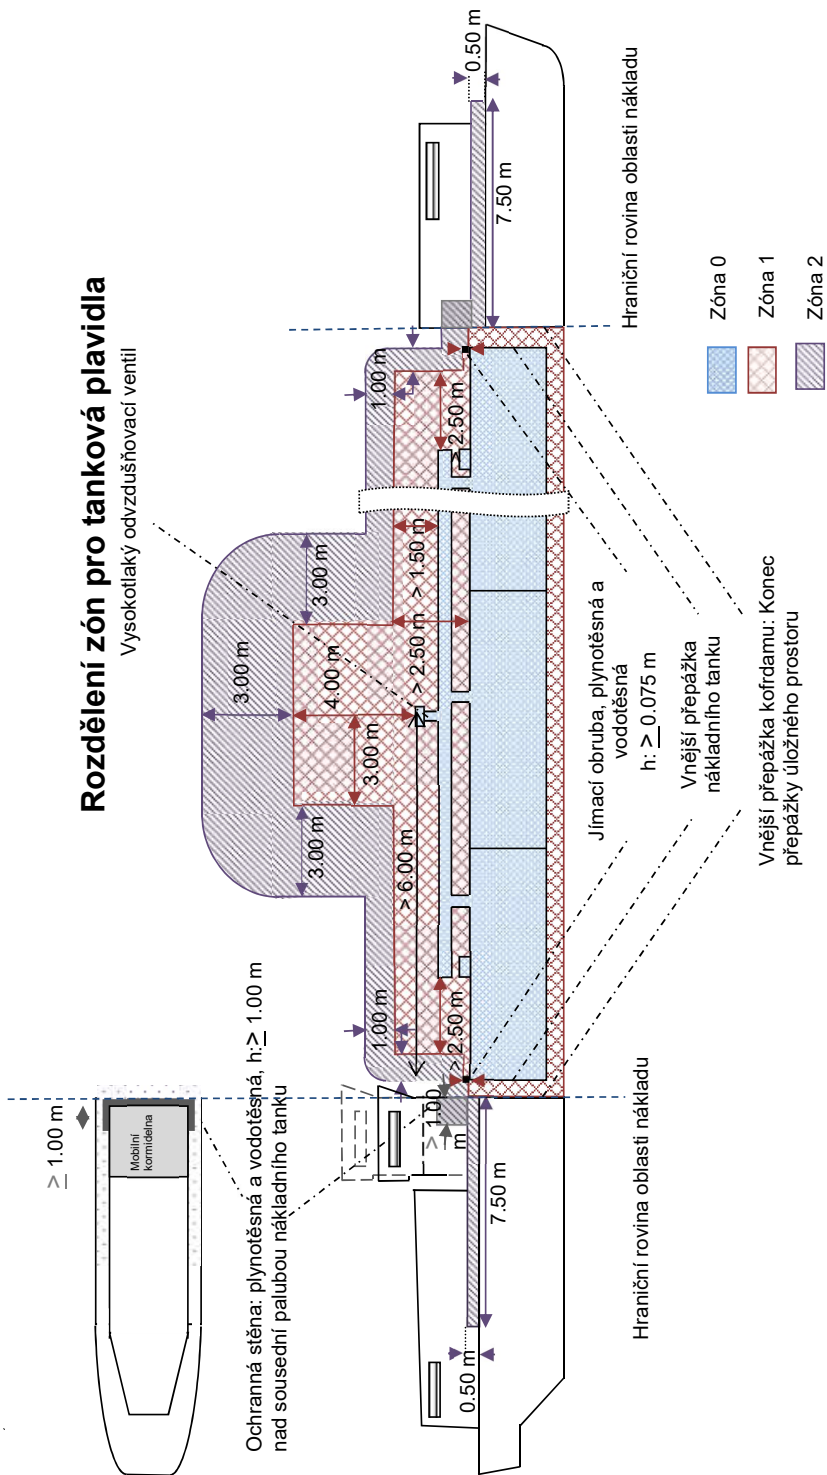 Rozdělení zón pro tanková plavidla
Vysokotlaký odvzdušňovací ventil
≥ 1.00 m
Mobilní
kormidelna
Ochranná stěna: plynotěsná a vodotěsná, h:≥ 1.00 m
nad sousední palubou nákladního tanku
3.00 m
3.00 m
3.00 m
4.00 m
3.00 m
1.00 m
1.00 m
> 6.00 m
> 2.50 m
> 1.50 m
> 2.50 m
> 2.50 m
> 1.00
m
0.50 m
7.50 m
0.50 m
7.50 m
Hraniční rovina oblasti nákladu
Hraniční rovina oblasti nákladu
Jímací obruba, plynotěsná a
vodotěsná
h: ≥ 0.075 m
Vnější přepážka
nákladního tanku
Vnější přepážka kofrdamu: Konec
přepážky úložného prostoru
Zóna 0
Zóna 1
Zóna 2